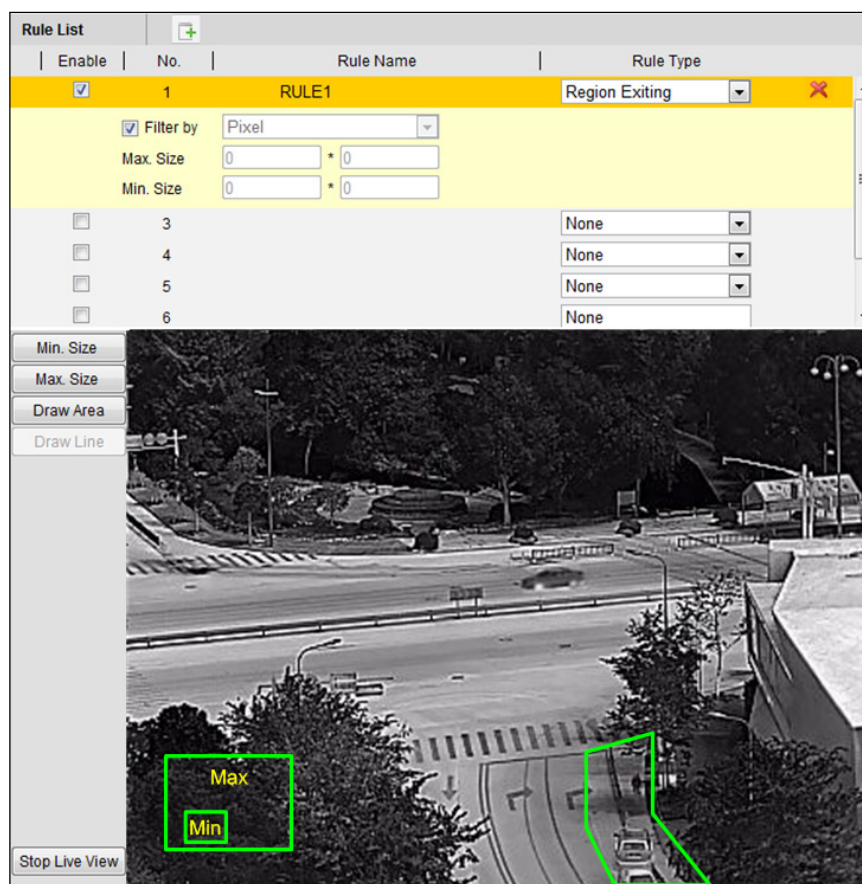 Rule List
Enable No. Rule Name Rule Type
1 RULE1 Region Exiting
Filter by Pixel
Max. Size 0 * 0
Min. Size 0 * 0
3 None
4 None
5 None
6 None
Min. Size
Max. Size
Draw Area
Draw Line
Max
Min
Stop Live View